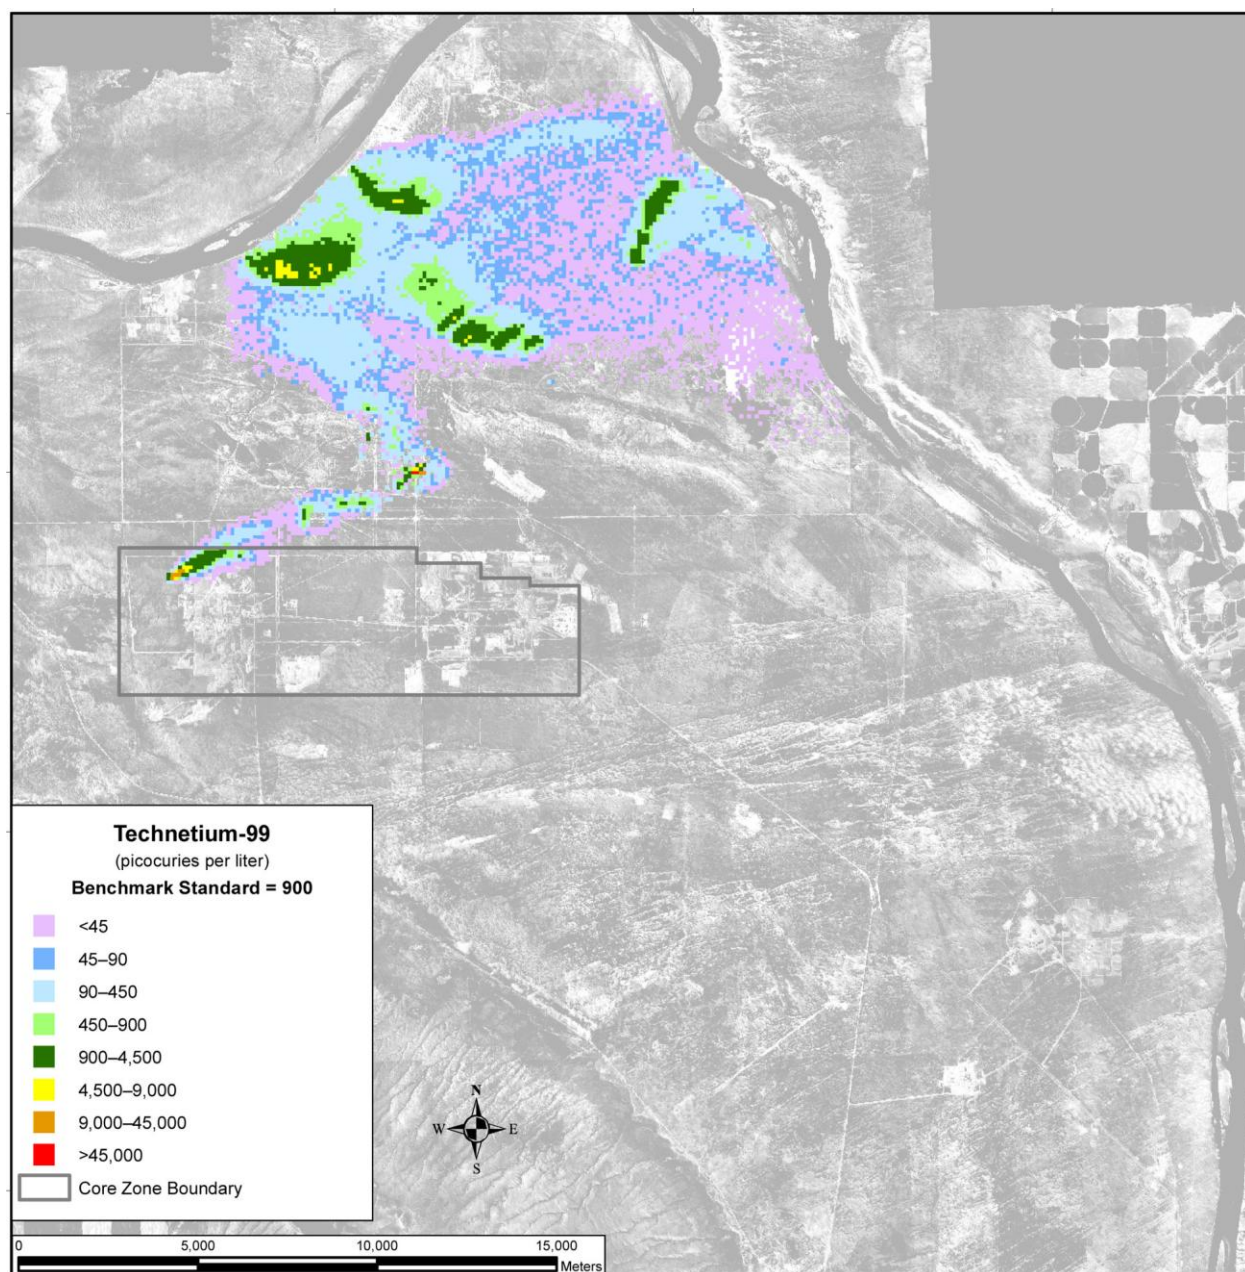 Technetium-99
(picocuries per liter)
Benchmark Standard = 900
<45
45–90
90–450
450–900
900–4,500
4,500–9,000
9,000–45,000
>45,000
Core Zone Boundary
N
W E
S
0 5,000 10,000 15,000
Meters